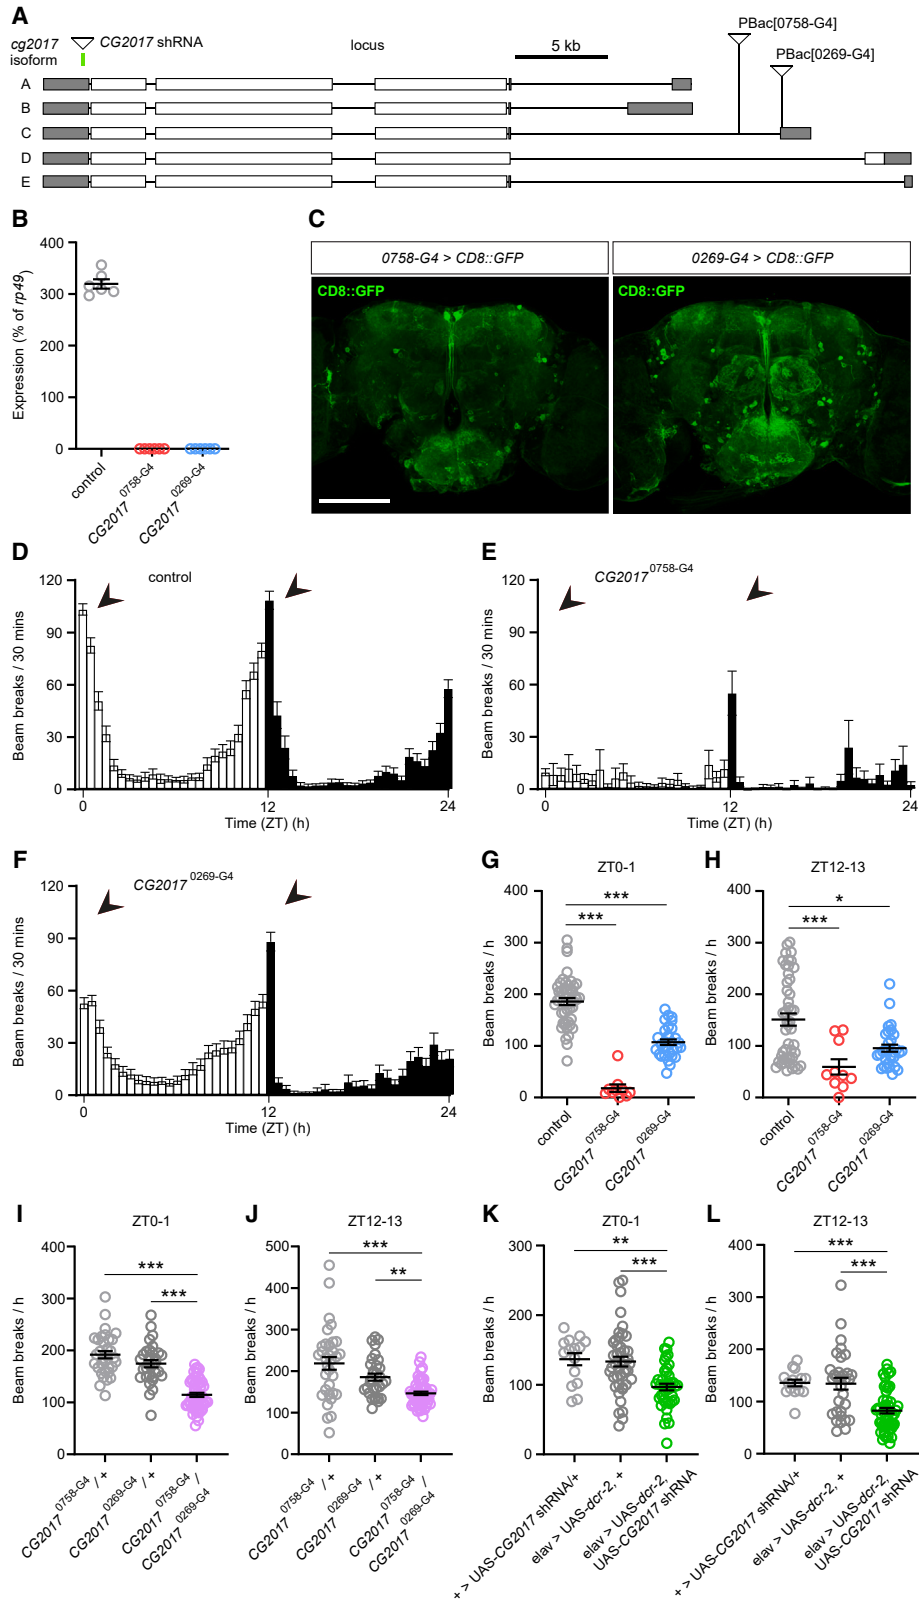 A
cg2017
isoform
CG2017 shRNA
locus
5 kb
PBac[0758-G4]
PBac[0269-G4]
A
B
C
D
E
B
Expression (% of rp49)
400
300
200
100
0
control
CG2017 0758-G4
CG2017 0269-G4
C
0758-G4 > CD8::GFP
0269-G4 > CD8::GFP
CD8::GFP
CD8::GFP
D
control
Beam breaks / 30 mins
120
90
60
30
0
0
12
24
Time (ZT) (h)
E
CG2017 0758-G4
Beam breaks / 30 mins
120
90
60
30
0
0
12
24
Time (ZT) (h)
F
CG2017 0269-G4
Beam breaks / 30 mins
120
90
60
30
0
0
12
24
Time (ZT) (h)
G
ZT0-1
Beam breaks / h
400
300
200
100
0
***
***
control
CG2017 0758-G4
CG2017 0269-G4
H
ZT12-13
Beam breaks / h
400
300
200
100
0
*
***
control
CG2017 0758-G4
CG2017 0269-G4
I
ZT0-1
Beam breaks / h
400
300
200
100
0
***
***
CG2017 0758-G4 / +
CG2017 0269-G4 / +
CG2017 0758-G4 /
CG2017 0269-G4
J
ZT12-13
Beam breaks / h
500
400
300
200
100
0
***
**
CG2017 0758-G4 / +
CG2017 0269-G4 / +
CG2017 0758-G4 /
CG2017 0269-G4
K
ZT0-1
Beam breaks / h
300
200
100
0
**
***
+ > UAS-CG2017 shRNA/+
elav > UAS-dcr-2, +
elav > UAS-dcr-2,
UAS-CG2017 shRNA
L
ZT12-13
Beam breaks / h
400
300
200
100
0
***
***
+ > UAS-CG2017 shRNA/+
elav > UAS-dcr-2, +
elav > UAS-dcr-2,
UAS-CG2017 shRNA